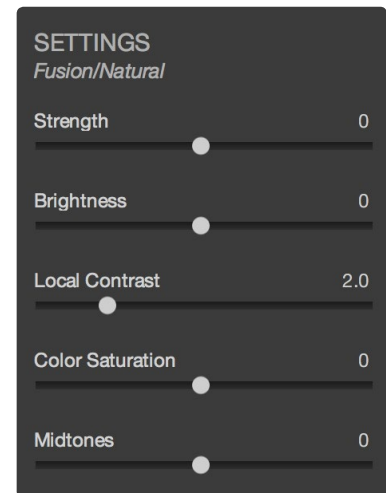 SETTINGS
Fusion/Natural
Strength 0
Brightness 0
Local Contrast 2.0
Color Saturation 0
Midtones 0